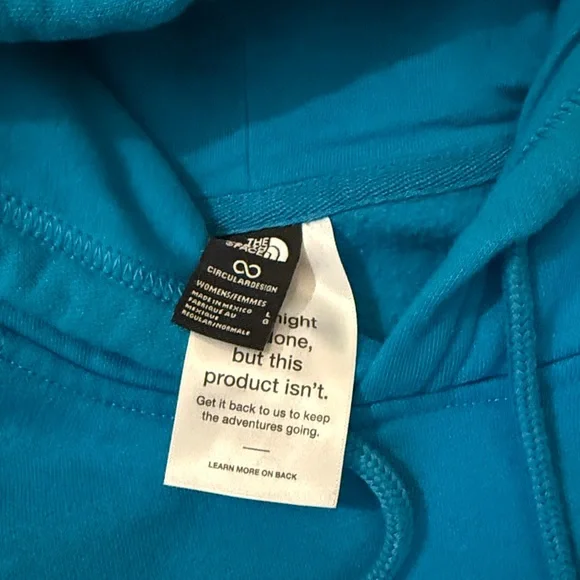 THE
NORTH
FACE
CIRCULARDESIGN
WOMENS/FEMMES
MADE IN MEXICO
FABRIQUÉ AU
MEXIQUE
REGULAR/NORMALE
L
G
might
done,
but this
product isn't.
Get it back to us to keep
the adventures going.
LEARN MORE ON BACK